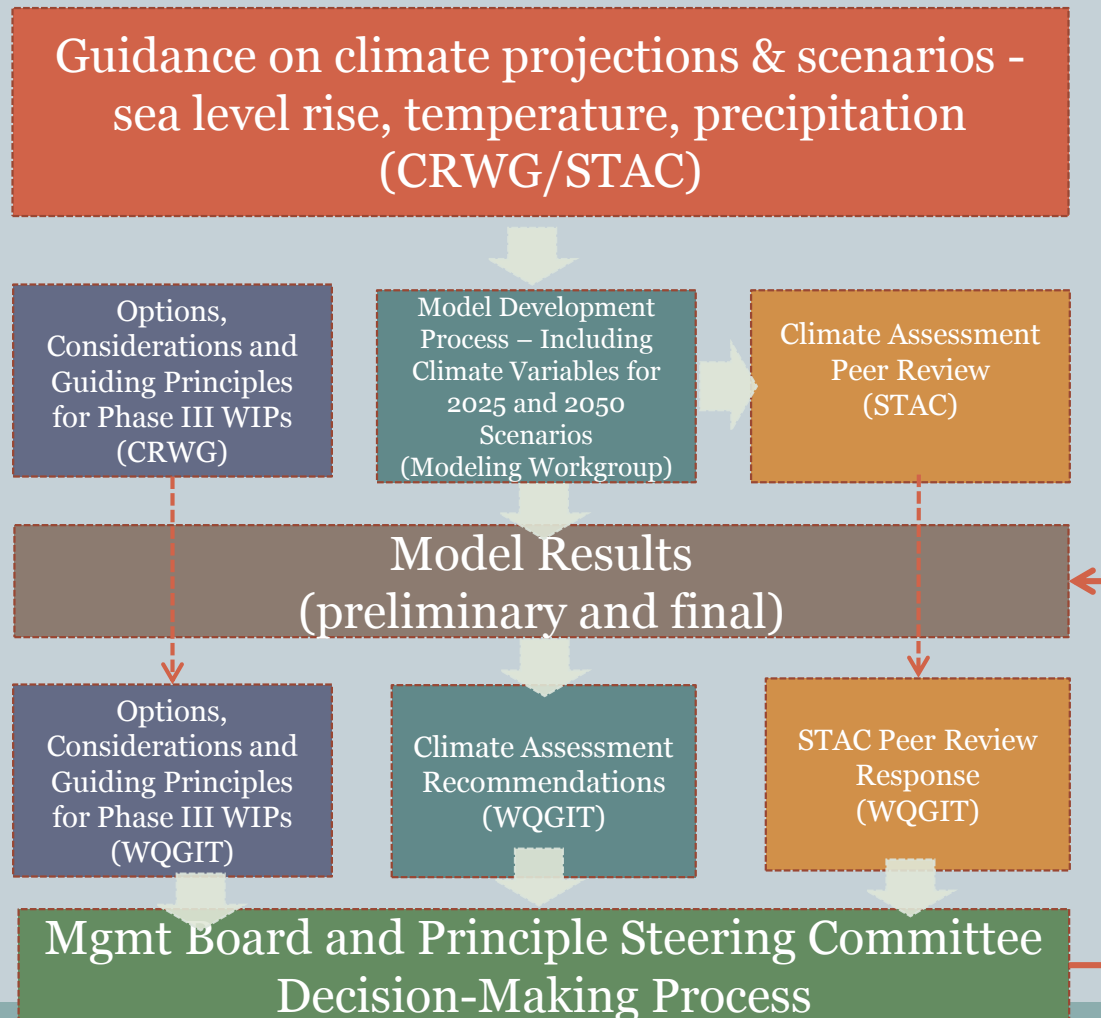 Guidance on climate projections & scenarios -
sea level rise, temperature, precipitation
(CRWG/STAC)
Options,
Considerations and
Guiding Principles
for Phase III WIPs
(CRWG)
Model Development
Process – Including
Climate Variables for
2025 and 2050
Scenarios
(Modeling Workgroup)
Climate Assessment
Peer Review
(STAC)
Model Results
(preliminary and final)
Options,
Considerations and
Guiding Principles
for Phase III WIPs
(WQGIT)
Climate Assessment
Recommendations
(WQGIT)
STAC Peer Review
Response
(WQGIT)
Mgmt Board and Principle Steering Committee
Decision-Making Process